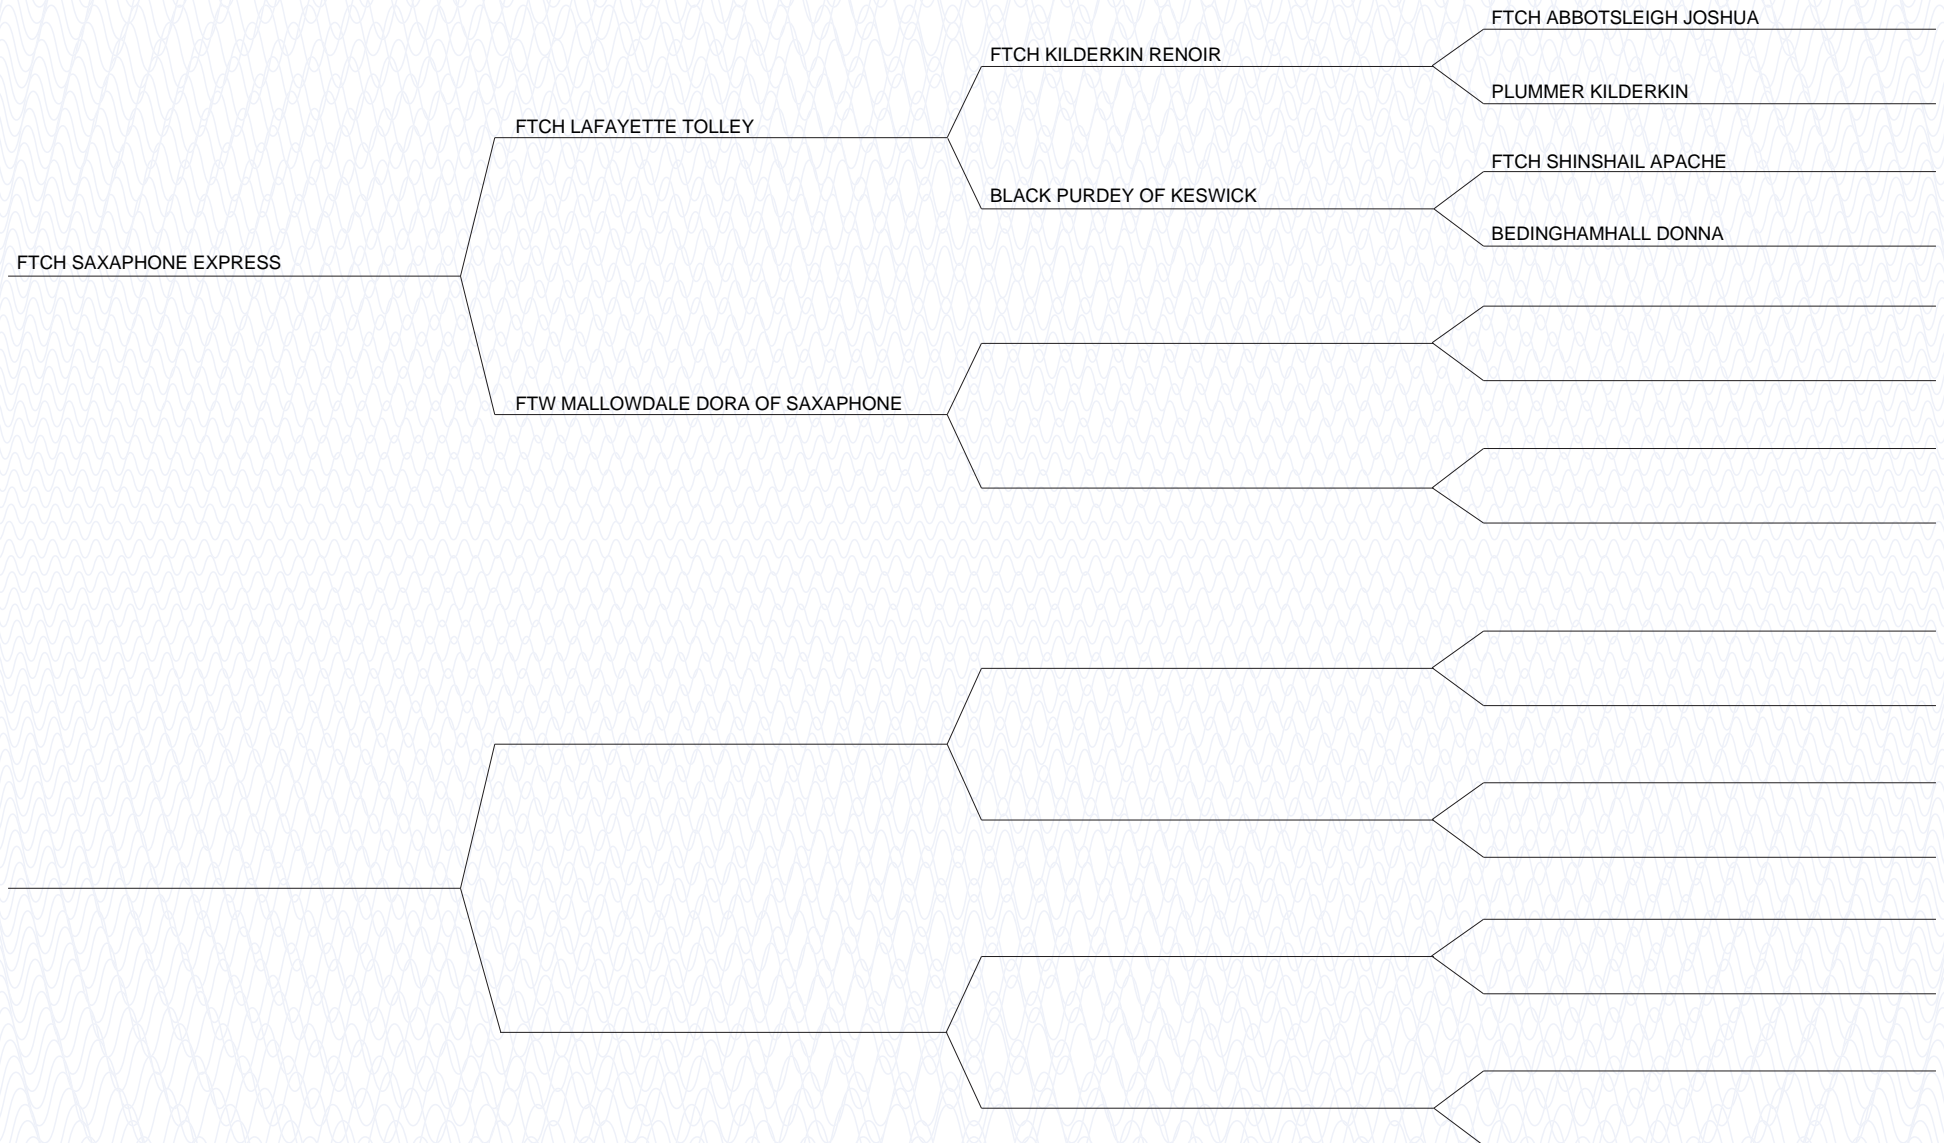 FTCH ABBOTSLEIGH JOSHUA
FTCH KILDERKIN RENOIR
PLUMMER KILDERKIN
FTCH LAFAYETTE TOLLEY
FTCH SHINSHAIL APACHE
BLACK PURDEY OF KESWICK
BEDINGHAMHALL DONNA
FTCH SAXAPHONE EXPRESS
FTW MALLOWDALE DORA OF SAXAPHONE